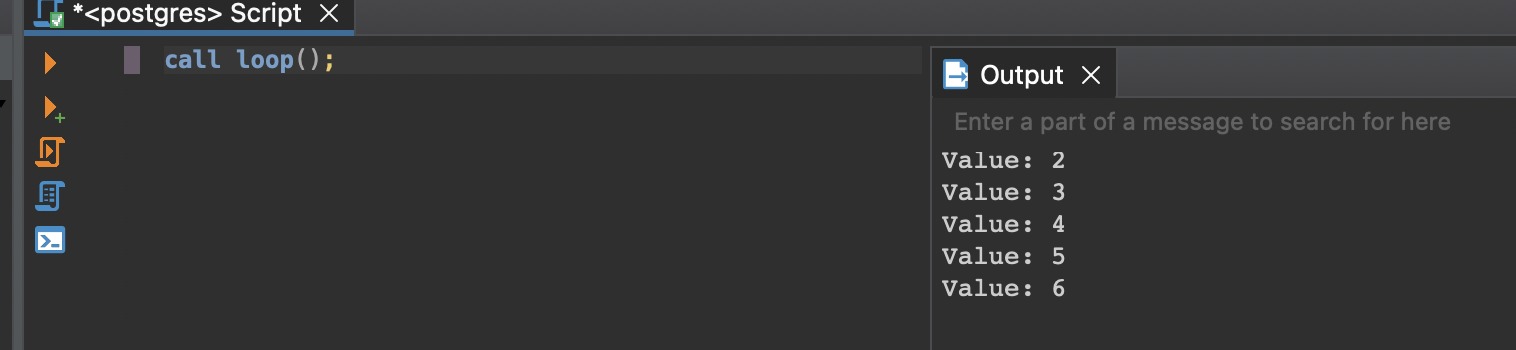 *<postgres> Script
call loop();
Output
Enter a part of a message to search for here
Value: 2
Value: 3
Value: 4
Value: 5
Value: 6